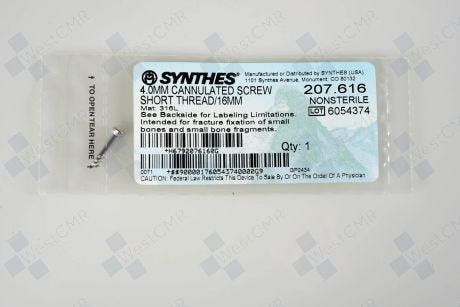 SYNTHES®
Manufactured or Distributed by SYNTHES (USA)
1101 Synthes Avenue, Monument, CO 80132
4.0MM CANNULATED SCREW
SHORT THREAD/16MM
207.616
NONSTERILE
LOT 6054374
Mat: 316L
See Backside for Labeling Limitations.
Intended for fracture fixation of small
bones and small bone fragments.
Qty: 1
+H6792076160G
GP2434
+$$9000017605437400000G9
CAUTION: Federal Law Restricts This Device To Sale By Or On The Order Of A Physician
TO OPEN TEAR HERE
WestCMR